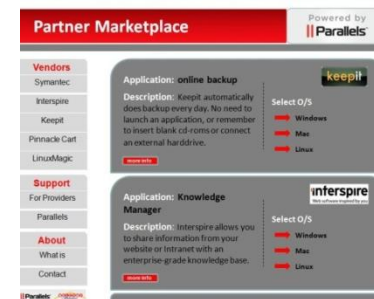 Partner Marketplace
Powered by
Parallels
Vendors
Symantec
Interspire
Keepit
Pinnacle Cart
LinuxMagic
Support
For Providers
Parallels
About
What is
Contact
Parallels
Application: online backup
keepit
Description: Keepit automatically
does backup every day. No need to
launch an application, or remember
to insert blank cd-roms or connect
an external harddrive.
more info
Select O/S
Windows
Mac
Linux
Application: Knowledge
Manager
interspire
Description: Interspire allows you
to share information from your
website or Intranet with an
enterprise-grade knowledge base.
more info
Select O/S
Windows
Mac
Linux